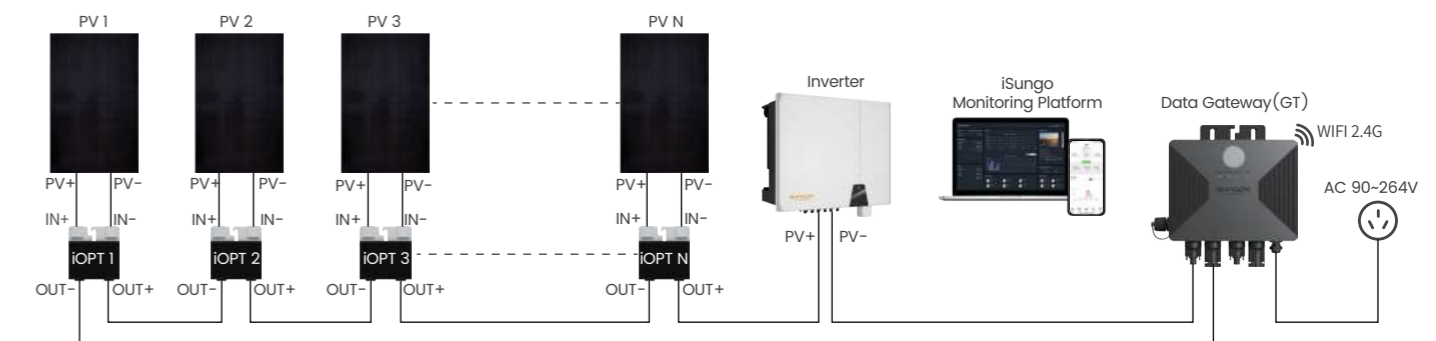 PV 1
PV 2
PV 3
PV N
Inverter
iSungo
Monitoring Platform
Data Gateway(GT)
WIFI 2.4G
AC 90~264V
PV+ PV-
PV+ PV-
PV+ PV-
PV+ PV-
IN+ IN-
IN+ IN-
IN+ IN-
IN+ IN-
PV+ PV-
iOPT 1
iOPT 2
iOPT 3
iOPT N
OUT- OUT+
OUT- OUT+
OUT- OUT+
OUT- OUT+